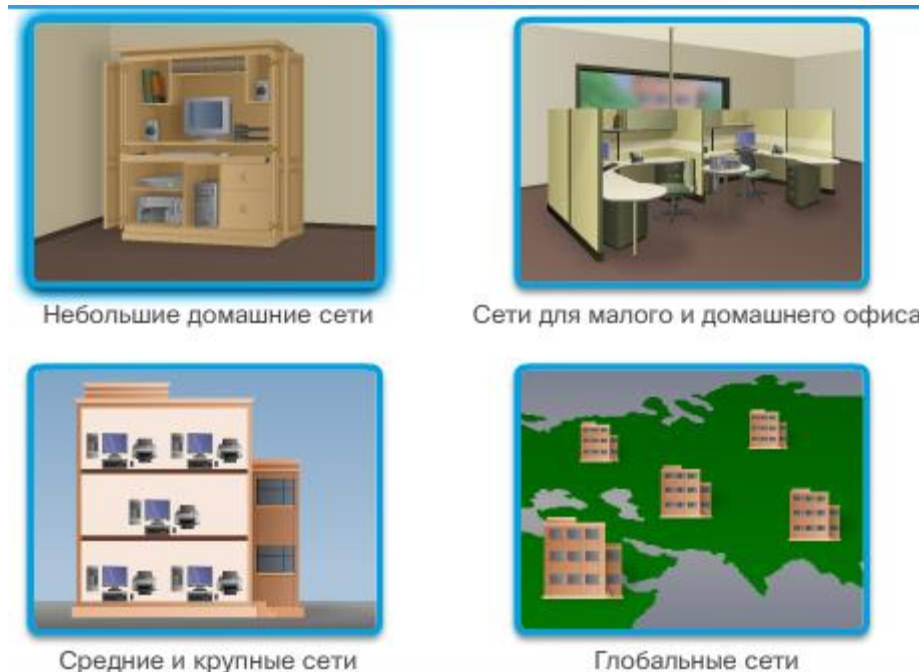 Небольшие домашние сети
Сети для малого и домашнего офиса
Средние и крупные сети
Глобальные сети